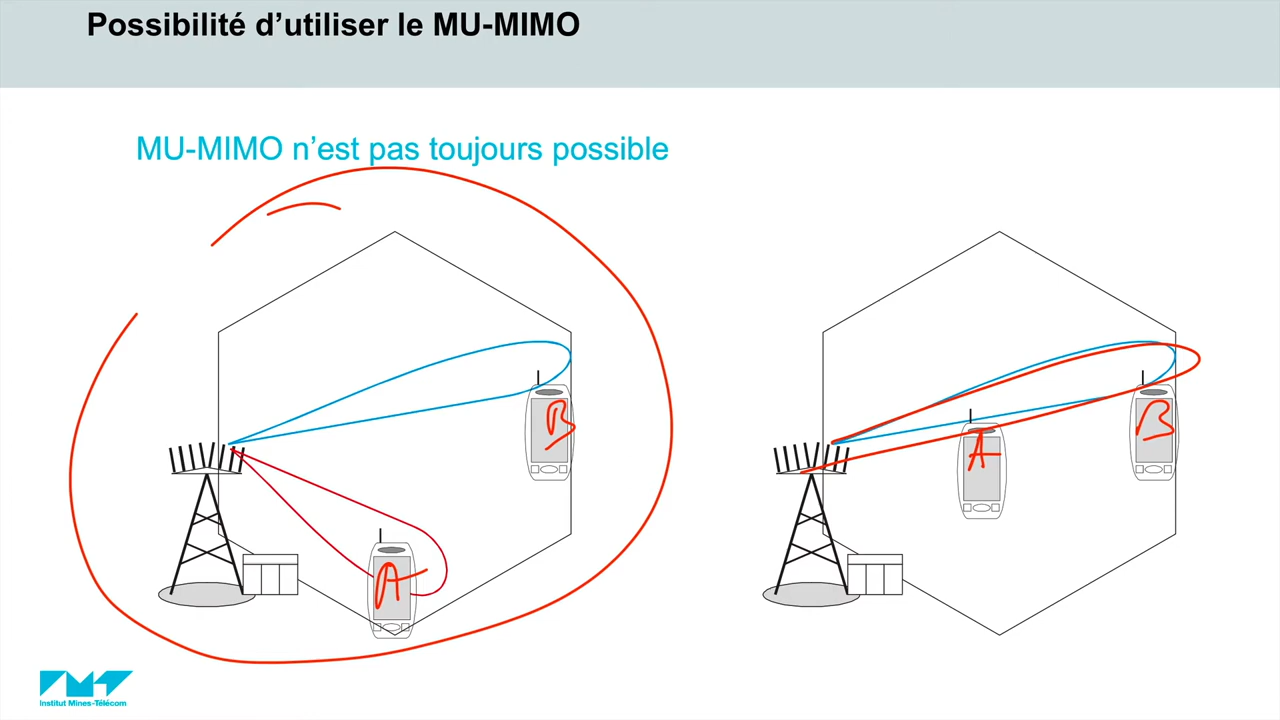 Possibilité d’utiliser le MU-MIMO
MU-MIMO n’est pas toujours possible
B
A
A
B
Institut Mines-Télécom